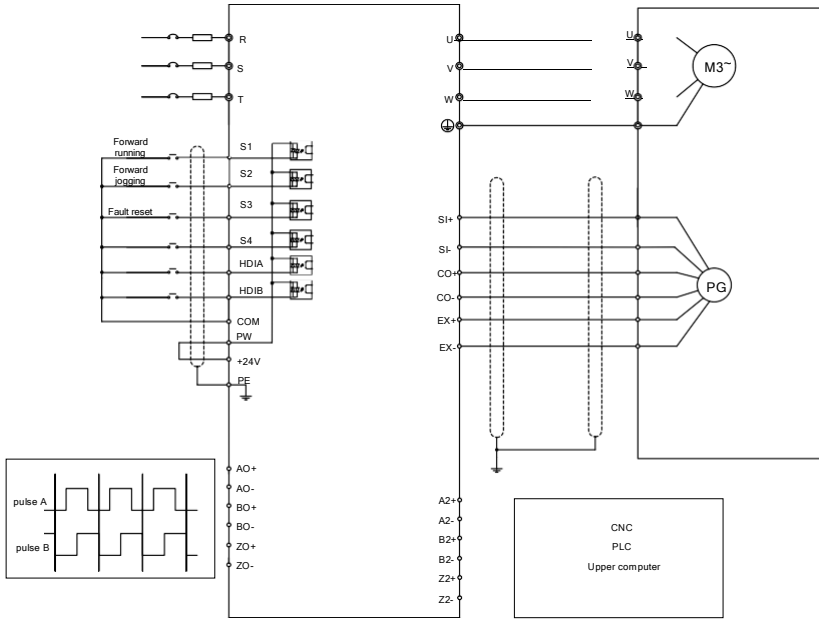 R
S
T
U
V
W
U
V
W
M3~
Forward
running
Forward
jogging
Fault reset
S1
S2
S3
S4
HDIA
HDIB
COM
PW
+24V
PE
SI+
SI-
CO+
CO-
EX+
EX-
PG
pulse A
pulse B
AO+
AO-
BO+
BO-
ZO+
ZO-
A2+
A2-
B2+
B2-
Z2+
Z2-
CNC
PLC
Upper computer